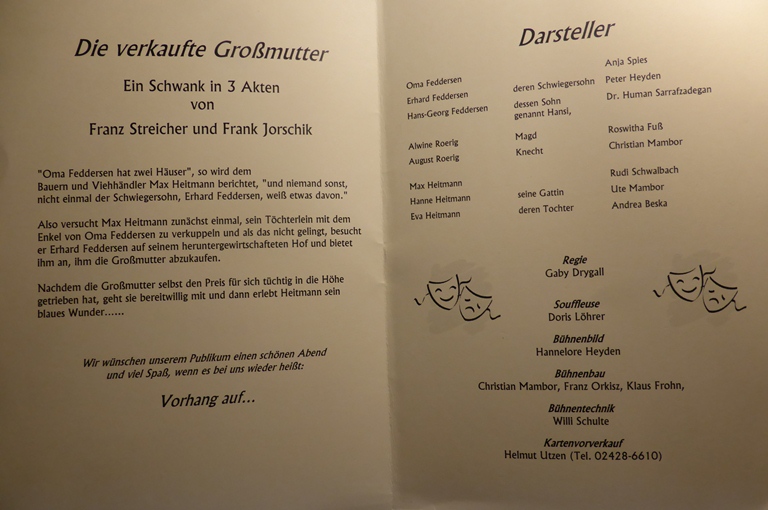 Die verkaufte Großmutter
Ein Schwank in 3 Akten
von
Franz Streicher und Frank Jorschik
"Oma Feddersen hat zwei Häuser", so wird dem
Bauern und Viehhändler Max Heitmann berichtet, "und niemand sonst,
nicht einmal der Schwiegersohn, Erhard Feddersen, weiß etwas davon."
Also versucht Max Heitmann zunächst einmal, sein Töchterlein mit dem
Enkel von Oma Feddersen zu verkuppeln und als das nicht gelingt, besucht
er Erhard Feddersen auf seinem heruntergewirtschafteten Hof und bietet
ihm an, ihm die Großmutter abzukaufen.
Nachdem die Großmutter selbst den Preis für sich tüchtig in die Höhe
getrieben hat, geht sie bereitwillig mit und dann erlebt Heitmann sein
blaues Wunder......
Wir wünschen unserem Publikum einen schönen Abend
und viel Spaß, wenn es bei uns wieder heißt:
Vorhang auf...
Darsteller
Oma Feddersen Anja Spies
Erhard Feddersen deren Schwiegersohn Peter Heyden
Hans-Georg Feddersen dessen Sohn Dr. Human Sarrafzadegan
genannt Hansi,
Alwine Roerig Magd Roswitha Fuß
August Roerig Knecht Christian Mambor
Max Heitmann Rudi Schwalbach
Hanne Heitmann seine Gattin Ute Mambor
Eva Heitmann deren Tochter Andrea Beska
Regie
Gaby Drygall
Souffleuse
Doris Löhrer
Bühnenbild
Hannelore Heyden
Bühnenbau
Christian Mambor, Franz Orkisz, Klaus Frohn,
Bühnentechnik
Willi Schulte
Kartenvorverkauf
Helmut Utzen (Tel. 02428-6610)